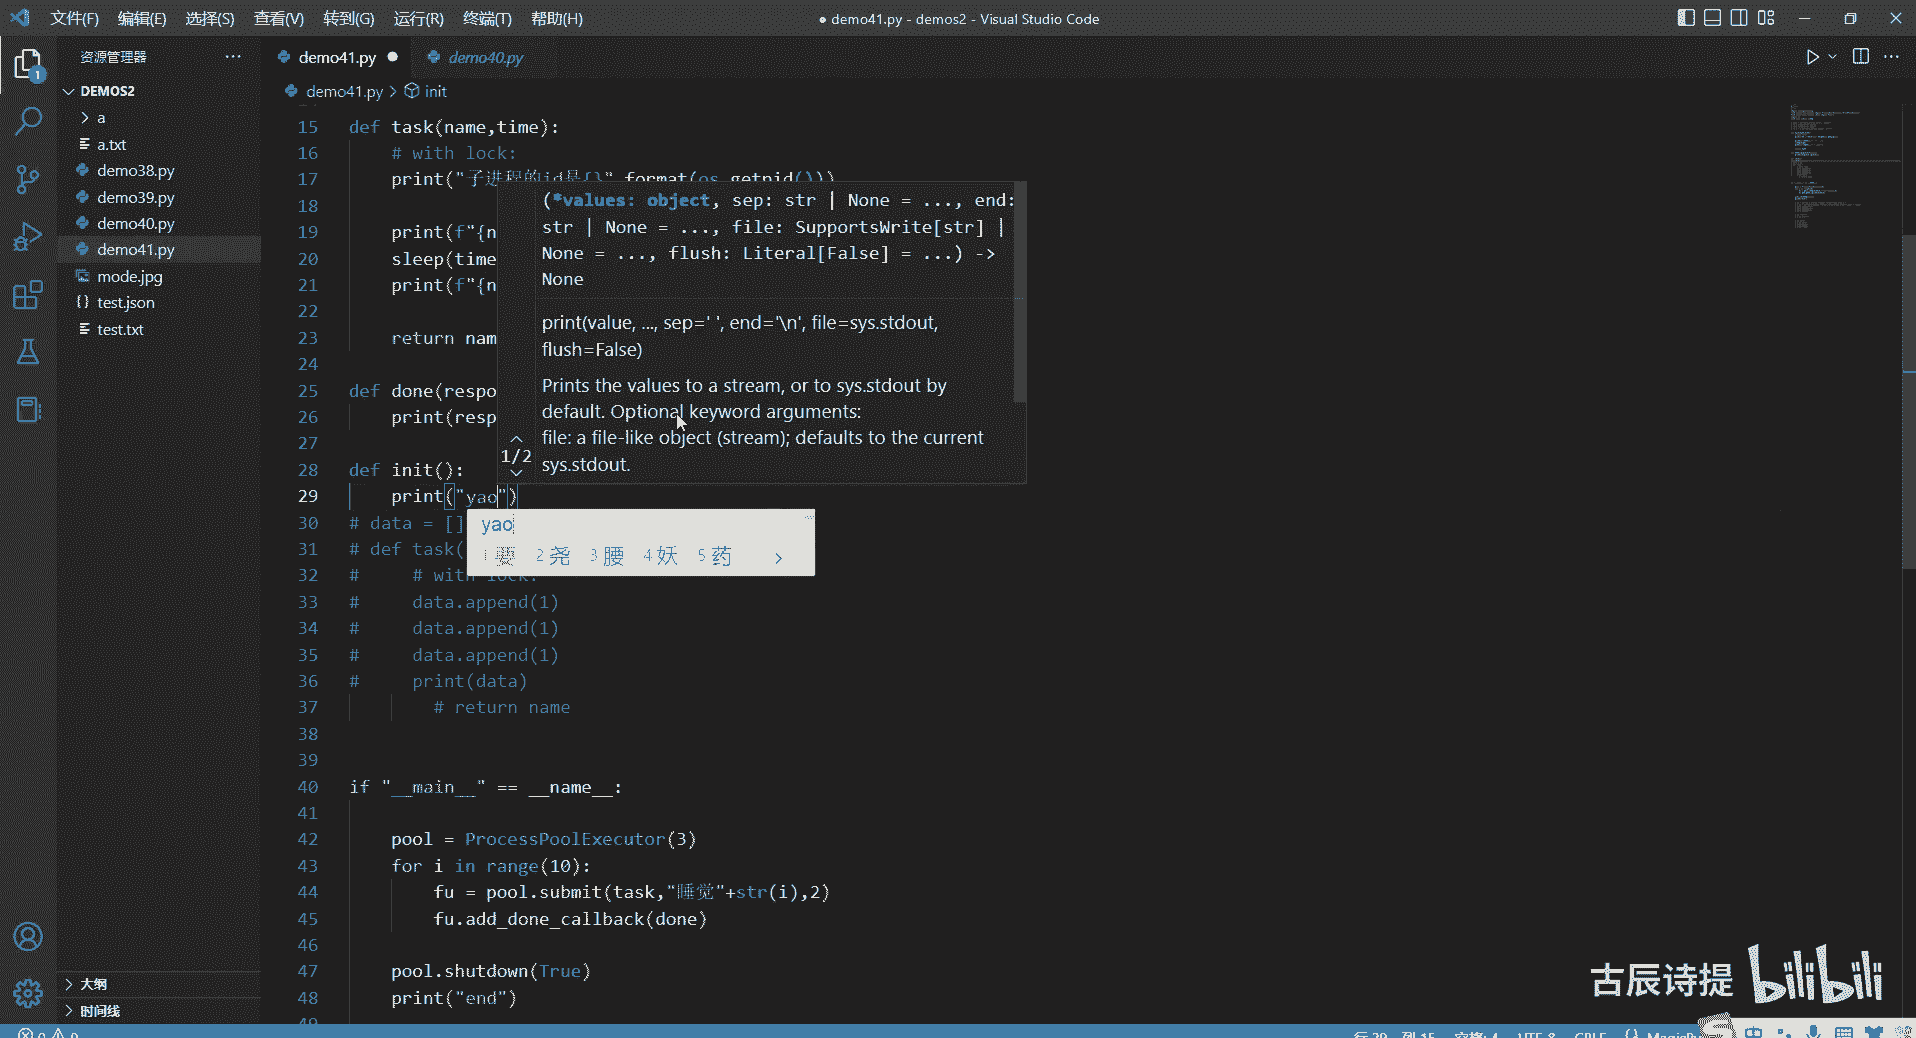 文件(F) 编辑(E) 选择(S) 查看(V) 转到(G) 运行(R) 终端(T) 帮助(H)
● demo41.py - demos2 - Visual Studio Code
资源管理器 ···
demo41.py ● demo40.py
1
DEMOS2
demo41.py > init
a
a.txt
demo38.py
demo39.py
demo40.py
demo41.py
mode.jpg
test.json
test.txt
大纲
时间线
15 def task(name,time):
16 # with lock:
17 print("子进程的id是{}".format(os.getpid()))
18
19 print(f"{n
20 sleep(time
21 print(f"{n
22
23 return nam
24
25 def done(respo
26 print(resp
27
28 def init():
29 print("yao")
30 # data = []
31 # def task(
32 # # with lock:
33 # data.append(1)
34 # data.append(1)
35 # data.append(1)
36 # print(data)
37 # return name
38
39
40 if "__main__" == __name__:
41
42 pool = ProcessPoolExecutor(3)
43 for i in range(10):
44 fu = pool.submit(task,"睡觉"+str(i),2)
45 fu.add_done_callback(done)
46
47 pool.shutdown(True)
48 print("end")
49
(*values: object, sep: str | None = ..., end:
str | None = ..., file: SupportsWrite[str] |
None = ..., flush: Literal[False] = ...) ->
None
print(value, ..., sep=' ', end='\n', file=sys.stdout,
flush=False)
Prints the values to a stream, or to sys.stdout by
default. Optional keyword arguments:
file: a file-like object (stream); defaults to the current
sys.stdout.
1/2
yao
1 要 2 尧 3 腰 4 妖 5 药 >
古辰诗提 bilibili
行 29, 列 15 空格: 4 UTF-8 CRLF